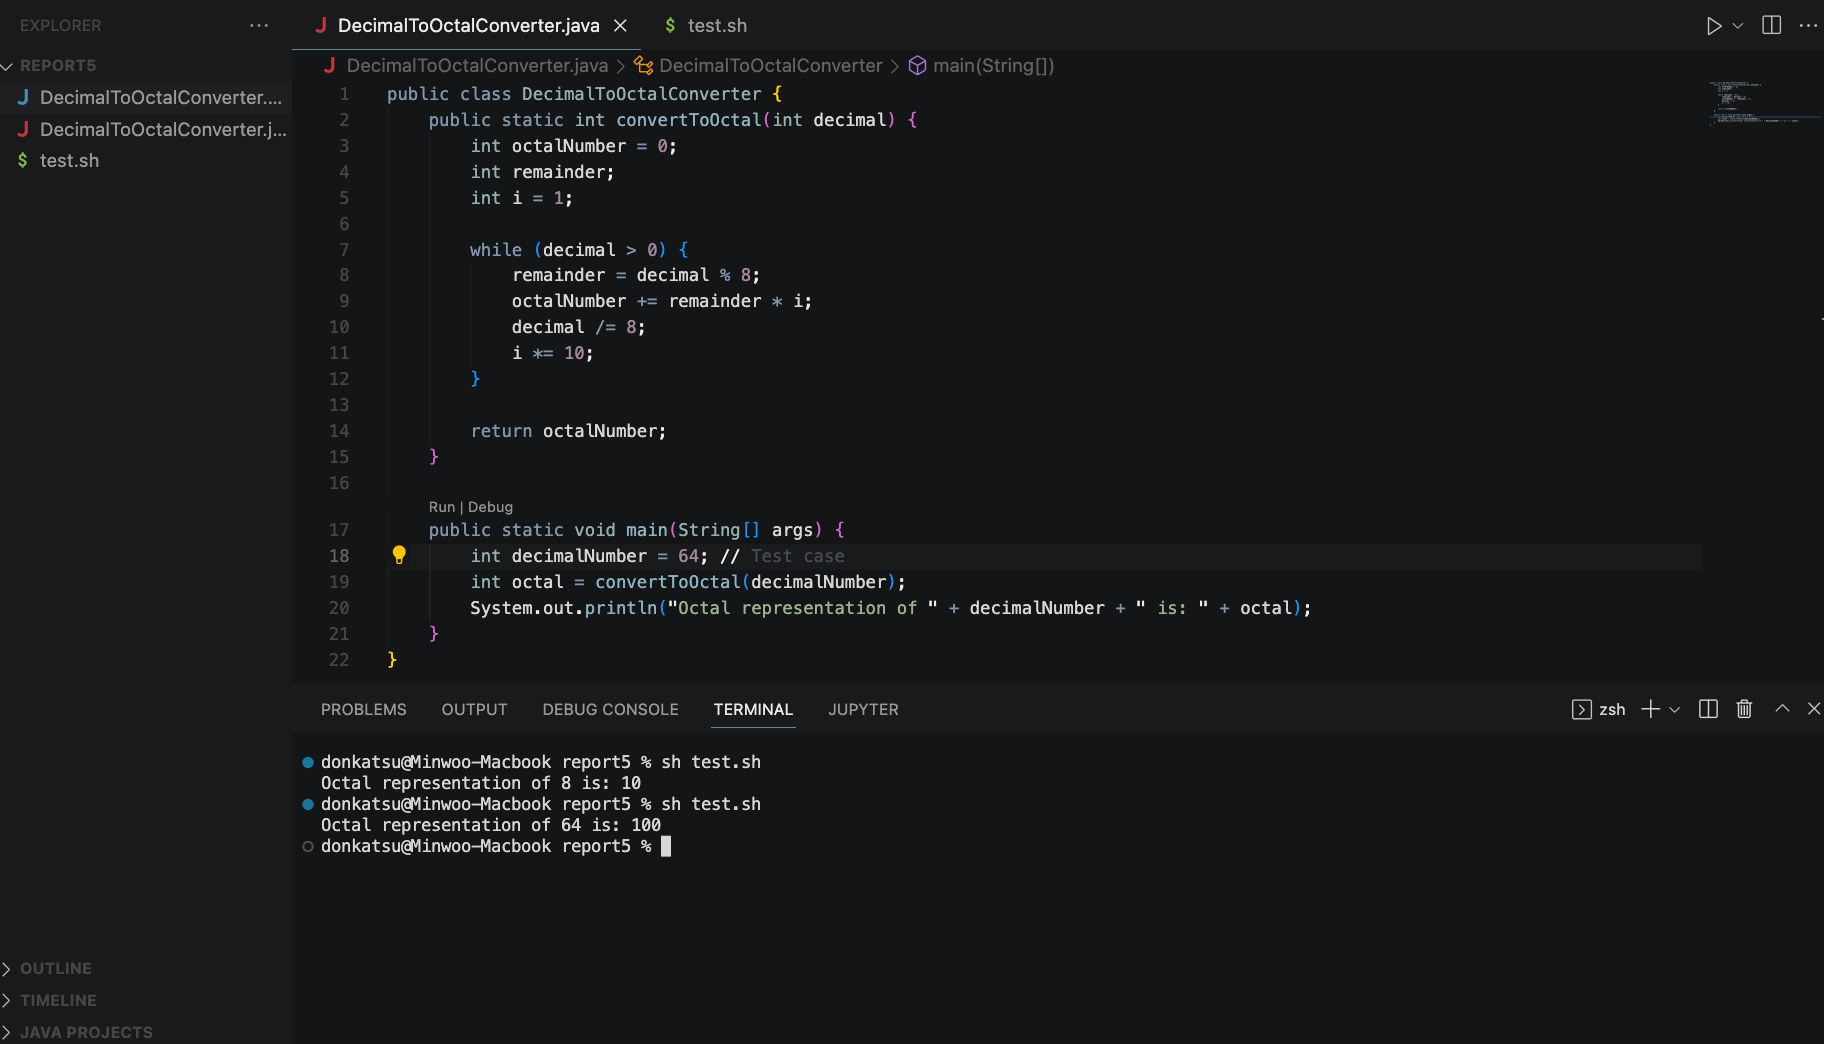 EXPLORER
REPORT5
DecimalToOctalConverter....
DecimalToOctalConverter.j...
test.sh
OUTLINE
TIMELINE
JAVA PROJECTS
DecimalToOctalConverter.java
test.sh
DecimalToOctalConverter.java > DecimalToOctalConverter > main(String[])
1 public class DecimalToOctalConverter {
2 public static int convertToOctal(int decimal) {
3 int octalNumber = 0;
4 int remainder;
5 int i = 1;
6
7 while (decimal > 0) {
8 remainder = decimal % 8;
9 octalNumber += remainder * i;
10 decimal /= 8;
11 i *= 10;
12 }
13
14 return octalNumber;
15 }
16
Run | Debug
17 public static void main(String[] args) {
18 int decimalNumber = 64; // Test case
19 int octal = convertToOctal(decimalNumber);
20 System.out.println("Octal representation of " + decimalNumber + " is: " + octal);
21 }
22 }
PROBLEMS OUTPUT DEBUG CONSOLE TERMINAL JUPYTER
zsh
donkatsu@Minwoo-Macbook report5 % sh test.sh
Octal representation of 8 is: 10
donkatsu@Minwoo-Macbook report5 % sh test.sh
Octal representation of 64 is: 100
donkatsu@Minwoo-Macbook report5 %